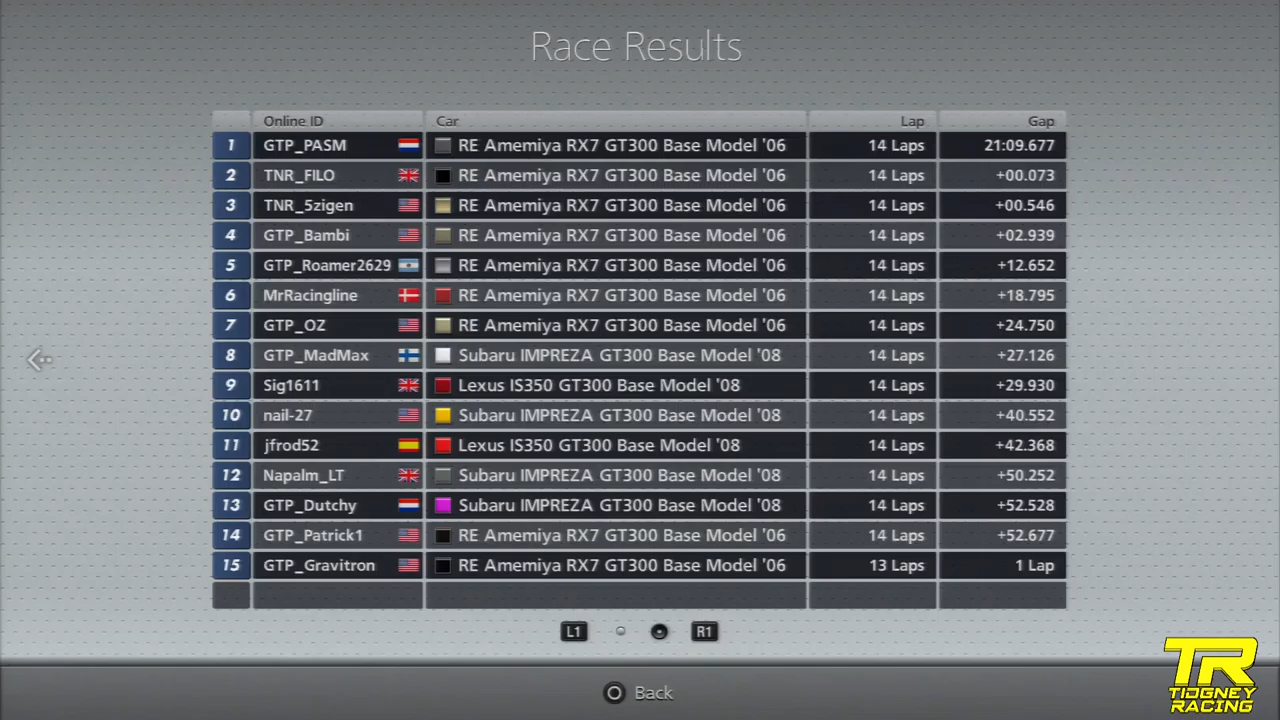 Race Results
Online ID Car Lap Gap
1 GTP_PASM RE Amemiya RX7 GT300 Base Model '06 14 Laps 21:09.677
2 TNR_FILO RE Amemiya RX7 GT300 Base Model '06 14 Laps +00.073
3 TNR_5zigen RE Amemiya RX7 GT300 Base Model '06 14 Laps +00.546
4 GTP_Bambi RE Amemiya RX7 GT300 Base Model '06 14 Laps +02.939
5 GTP_Roamer2629 RE Amemiya RX7 GT300 Base Model '06 14 Laps +12.652
6 MrRacingline RE Amemiya RX7 GT300 Base Model '06 14 Laps +18.795
7 GTP_OZ RE Amemiya RX7 GT300 Base Model '06 14 Laps +24.750
8 GTP_MadMax Subaru IMPREZA GT300 Base Model '08 14 Laps +27.126
9 Sig1611 Lexus IS350 GT300 Base Model '08 14 Laps +29.930
10 nail-27 Subaru IMPREZA GT300 Base Model '08 14 Laps +40.552
11 jfrod52 Lexus IS350 GT300 Base Model '08 14 Laps +42.368
12 Napalm_LT Subaru IMPREZA GT300 Base Model '08 14 Laps +50.252
13 GTP_Dutchy Subaru IMPREZA GT300 Base Model '08 14 Laps +52.528
14 GTP_Patrick1 RE Amemiya RX7 GT300 Base Model '06 14 Laps +52.677
15 GTP_Gravitron RE Amemiya RX7 GT300 Base Model '06 13 Laps 1 Lap
L1 R1
Back
TR
TIDGNEY
RACING